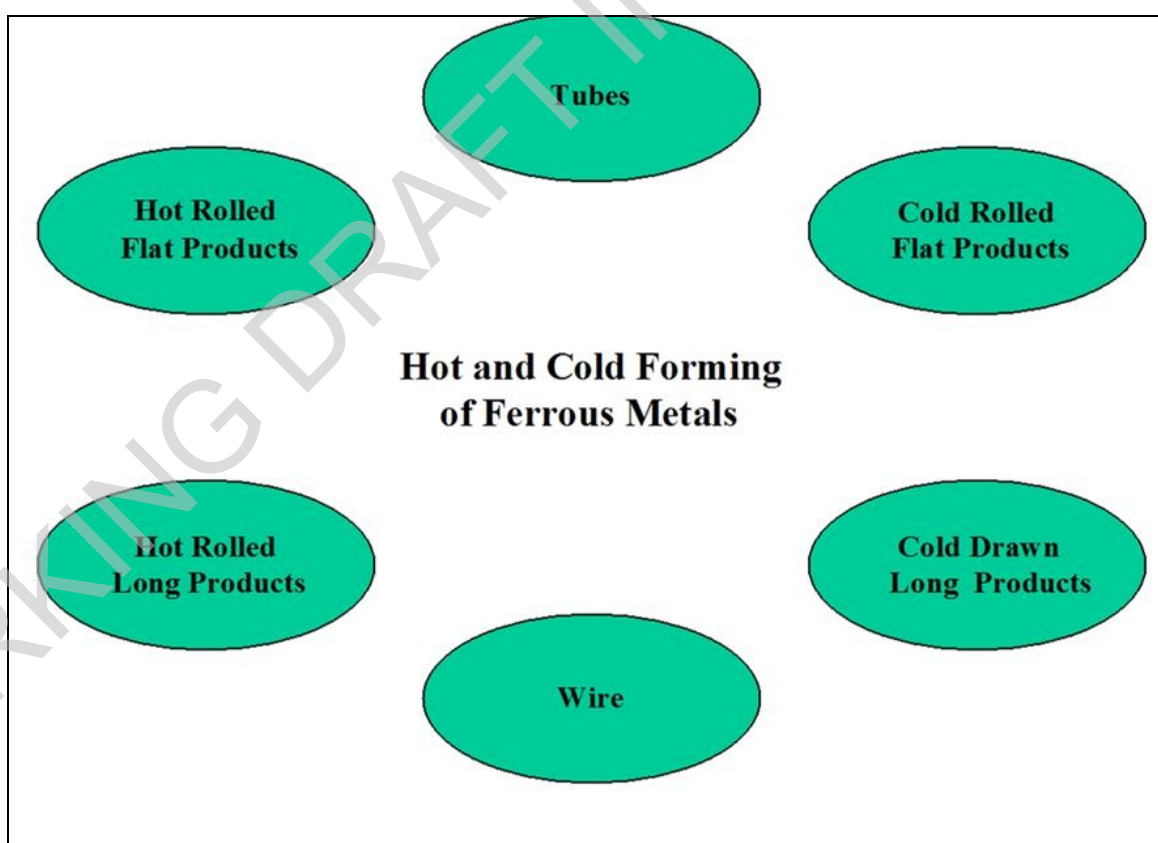 Tubes
Hot Rolled
Flat Products
Cold Rolled
Flat Products
Hot and Cold Forming
of Ferrous Metals
Hot Rolled
Long Products
Cold Drawn
Long Products
Wire
DRAFT